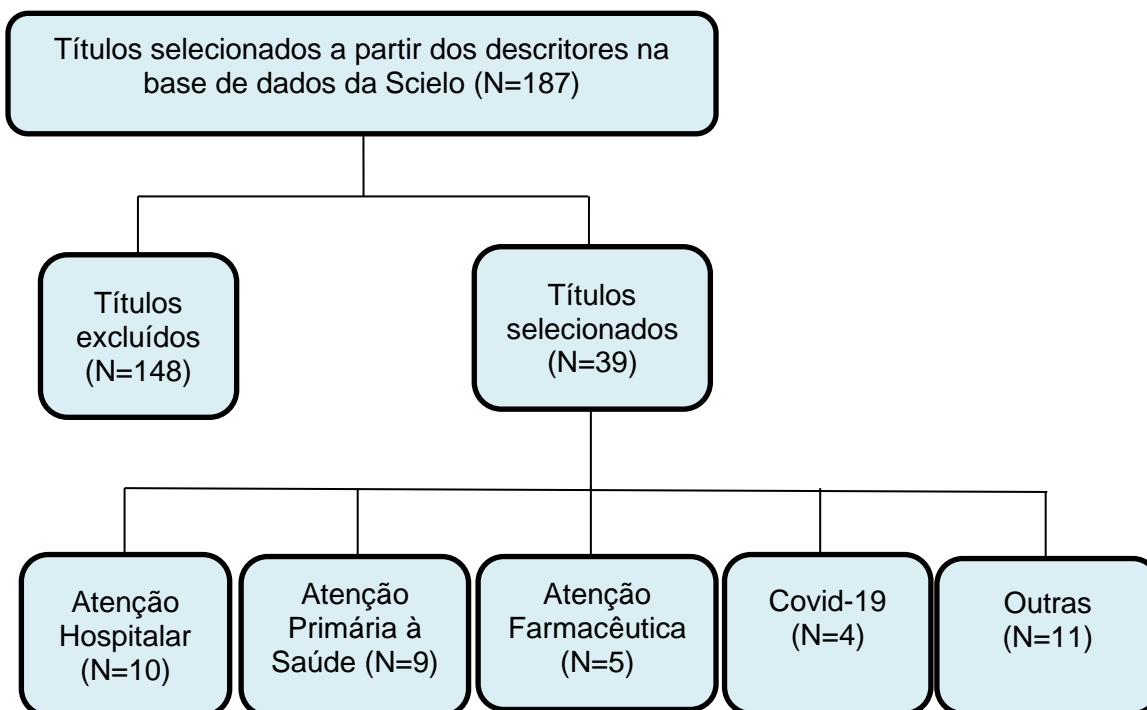 Títulos selecionados a partir dos descritores na
base de dados da Scielo (N=187)
Títulos
excluídos
(N=148)
Títulos
selecionados
(N=39)
Atenção
Hospitalar
(N=10)
Atenção
Primária à
Saúde (N=9)
Atenção
Farmacêutica
(N=5)
Covid-19
(N=4)
Outras
(N=11)